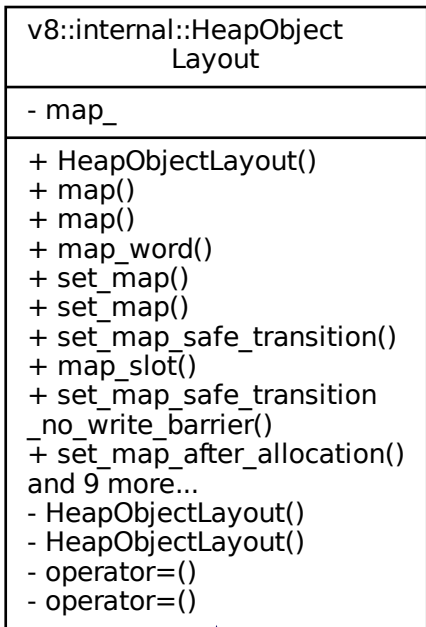 v8::internal::HeapObject
Layout
- map_
+ HeapObjectLayout()
+ map()
+ map()
+ map_word()
+ set_map()
+ set_map()
+ set_map_safe_transition()
+ map_slot()
+ set_map_safe_transition
_no_write_barrier()
+ set_map_after_allocation()
and 9 more...
- HeapObjectLayout()
- HeapObjectLayout()
- operator=()
- operator=()